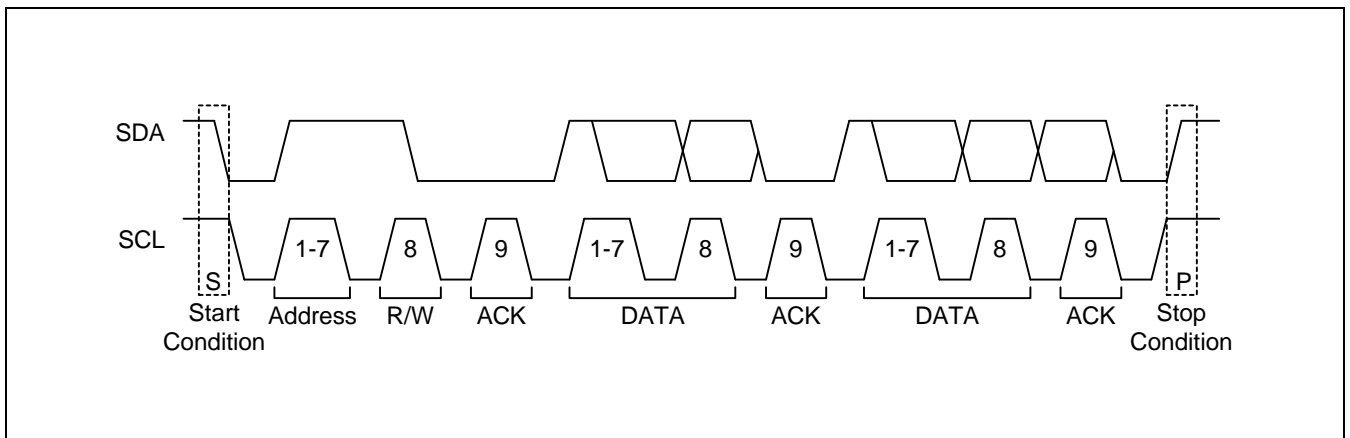 SDA
SCL
1-7 8 9 1-7 8 9 1-7 8 9
S P
Start Condition
Address R/W ACK DATA ACK DATA ACK
Stop Condition